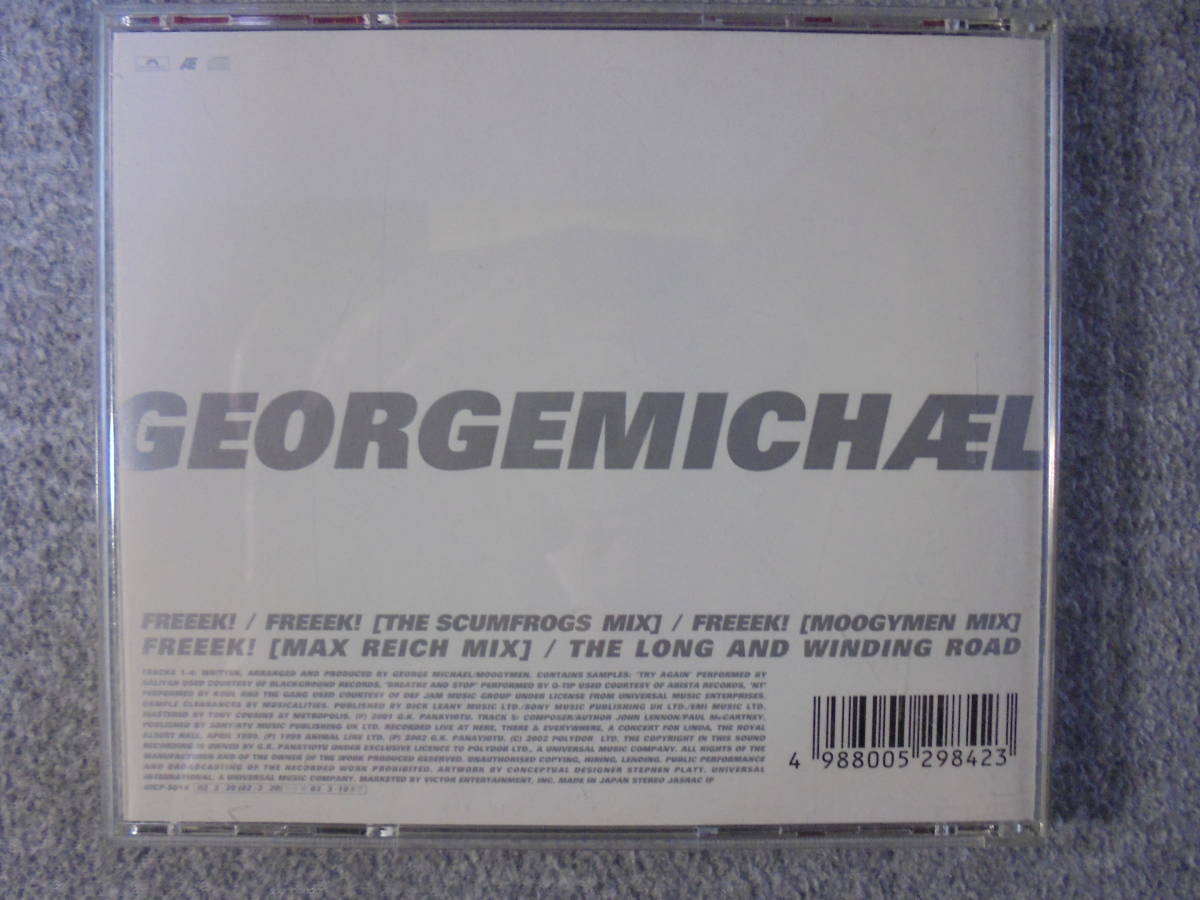 Æ
GEORGEMICHÆL
FREEEK! / FREEEK! [THE SCUMFROGS MIX] / FREEEK! [MOOGYMEN MIX]
FREEEK! [MAX REICH MIX] / THE LONG AND WINDING ROAD
TRACKS 1-4: WRITTEN, ARRANGED AND PRODUCED BY GEORGE MICHAEL/MOOGYMEN. CONTAINS SAMPLES: 'TRY AGAIN' PERFORMED BY
AALIYAH USED COURTESY OF BLACKGROUND RECORDS, 'BREATHE AND STOP' PERFORMED BY Q-TIP USED COURTESY OF ARISTA RECORDS, 'NT'
PERFORMED BY KOOL AND THE GANG USED COURTESY OF DEF JAM MUSIC GROUP UNDER LICENSE FROM UNIVERSAL MUSIC ENTERPRISES.
SAMPLE CLEARANCES BY MUSICALITIES. PUBLISHED BY DICK LEAHY MUSIC LTD./SONY MUSIC PUBLISHING UK LTD./EMI MUSIC LTD.
MASTERED BY TONY COUSINS AT METROPOLIS. (P) 2001 G.K. PANAYIOTU. TRACK 5: COMPOSER/AUTHOR JOHN LENNON/PAUL McCARTNEY.
PUBLISHED BY SONY/ATV MUSIC PUBLISHING UK LTD. RECORDED LIVE AT HERE, THERE & EVERYWHERE, A CONCERT FOR LINDA, THE ROYAL
ALBERT HALL, APRIL 1999. (P) 1999 ANIMAL LINE LTD. (P) 2002 G.K. PANAYIOTU. (C) 2002 POLYDOR LTD. THE COPYRIGHT IN THIS SOUND
RECORDING IS OWNED BY G.K. PANAYIOTU UNDER EXCLUSIVE LICENCE TO POLYDOR LTD., A UNIVERSAL MUSIC COMPANY. ALL RIGHTS OF THE
MANUFACTURER AND OF THE OWNER OF THE WORK PRODUCED RESERVED. UNAUTHORISED COPYING, HIRING, LENDING, PUBLIC PERFORMANCE
AND BROADCASTING OF THE RECORDED WORK PROHIBITED. ARTWORK BY CONCEPTUAL DESIGNER STEPHEN PLATT. UNIVERSAL
INTERNATIONAL, A UNIVERSAL MUSIC COMPANY. MARKETED BY VICTOR ENTERTAINMENT, INC. MADE IN JAPAN STEREO JASRAC
UICP-5014
4 988005 298423